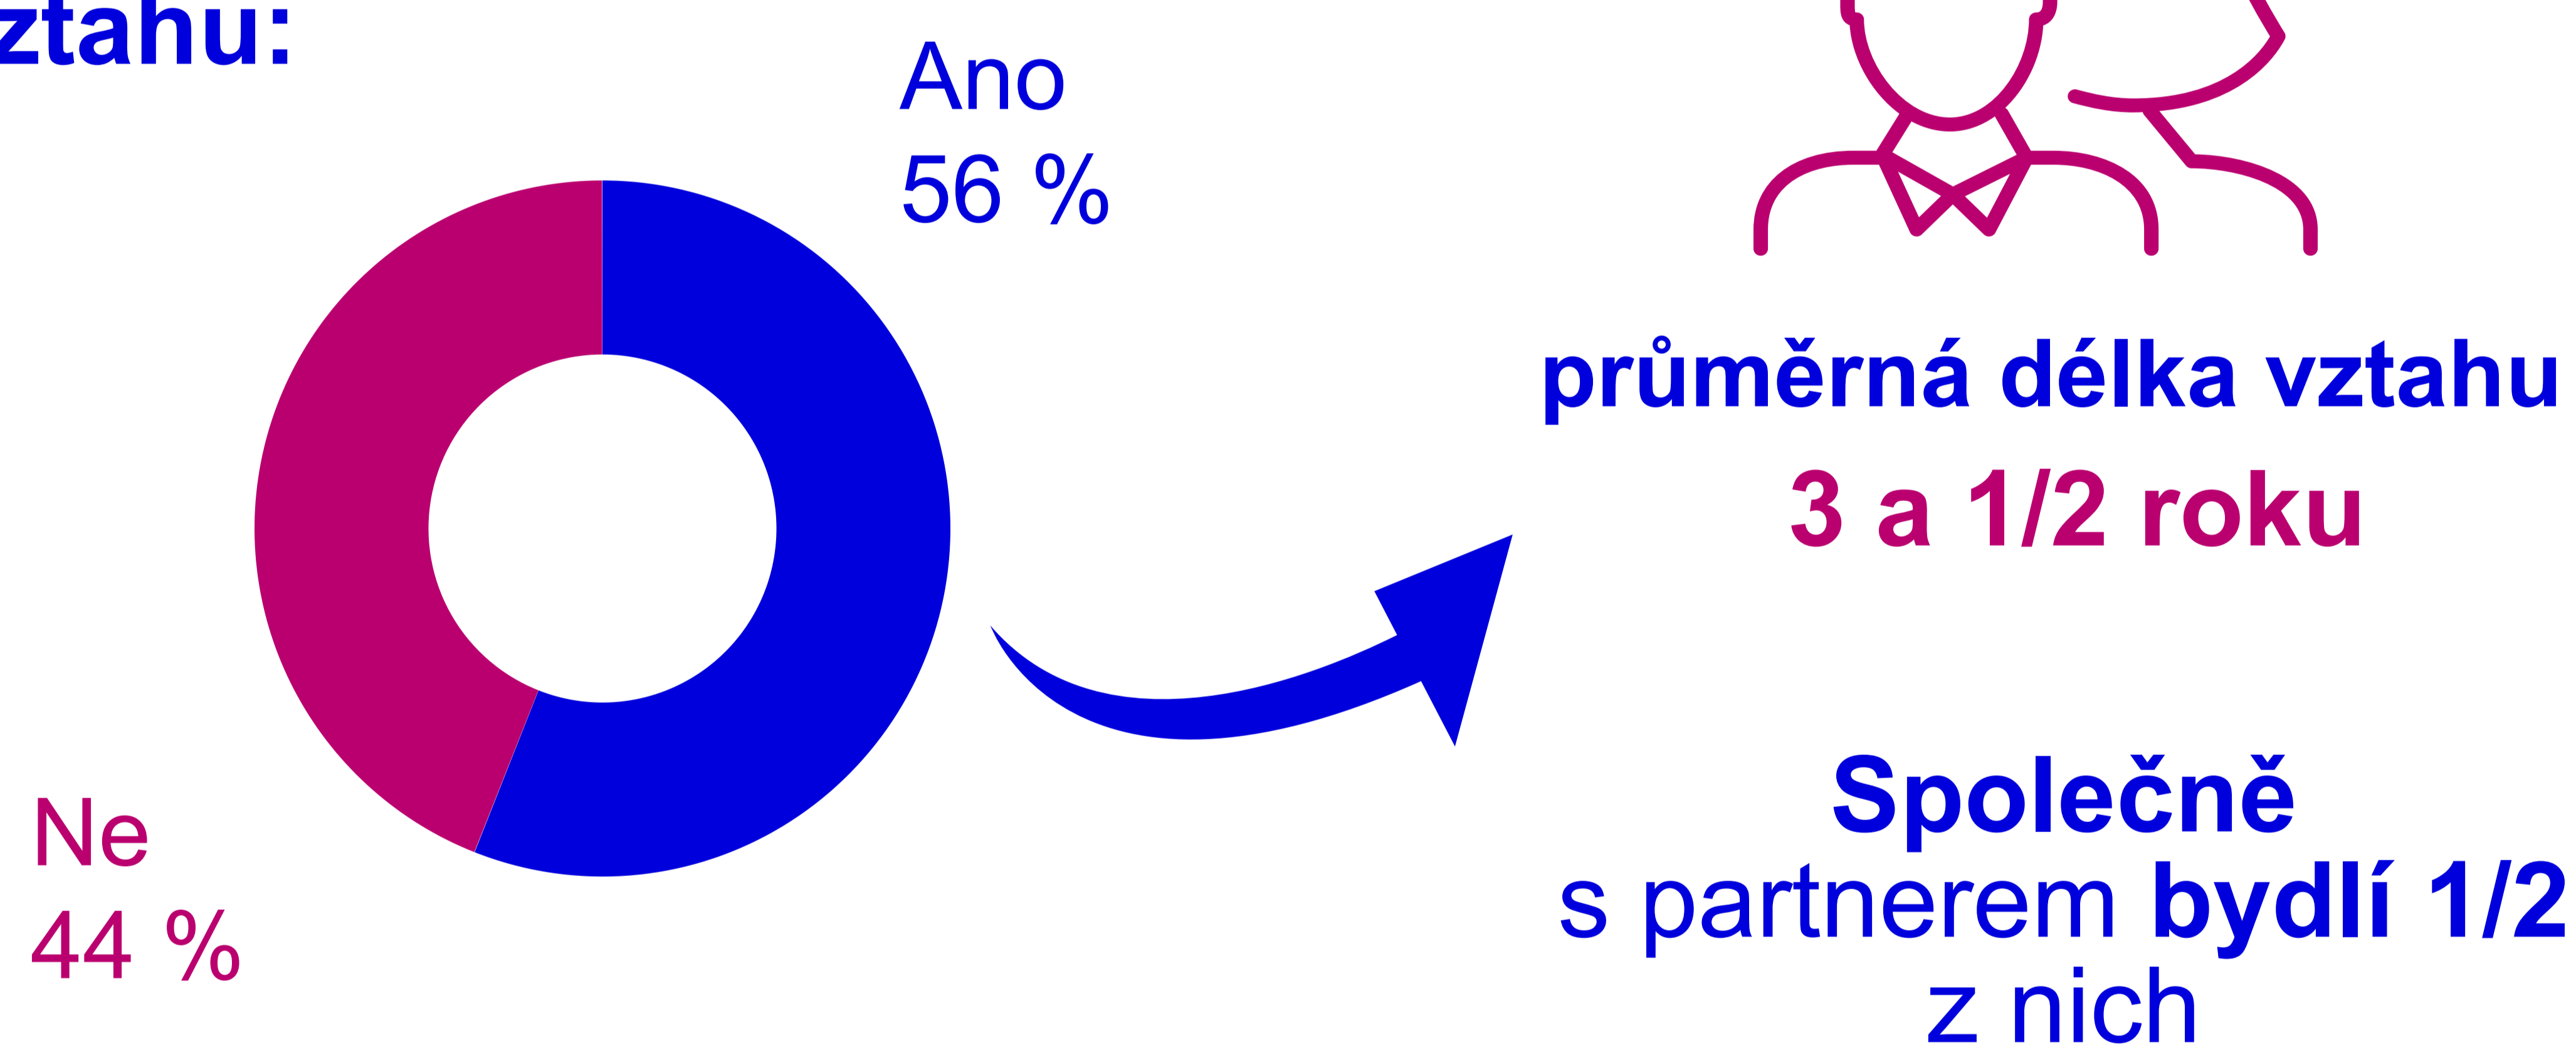 ztahu:
Ano
56 %
Ne
44 %
průměrná délka vztahu
3 a 1/2 roku
Společně
s partnerem bydlí 1/2
z nich